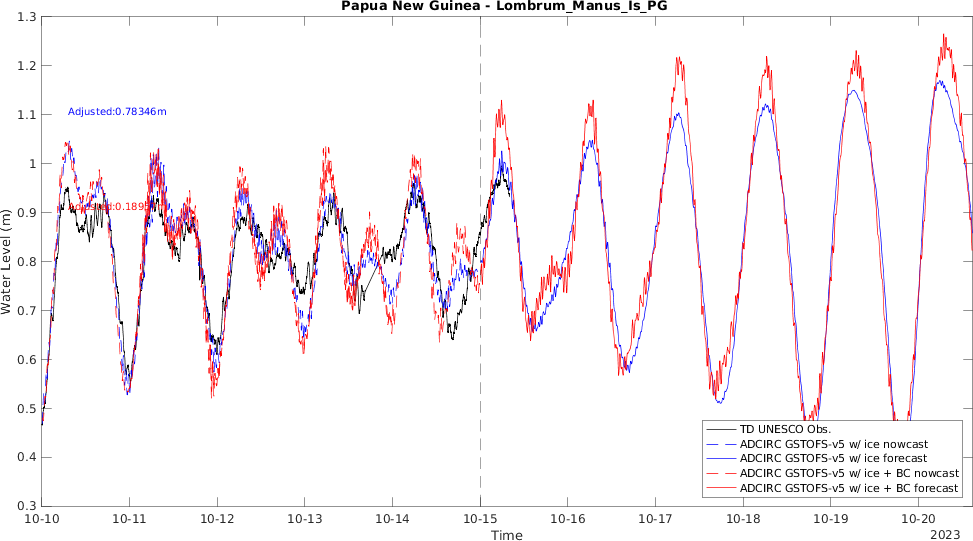 Papua New Guinea - Lombrum_Manus_Is_PG
1.3
1.2
1.1
1
0.9
0.8
0.7
0.6
0.5
0.4
0.3
Water Level (m)
Adjusted:0.78346m
10-10
10-11
10-12
10-13
10-14
10-15
10-16
10-17
10-18
10-19
10-20
2023
Time
TD UNESCO Obs.
ADCIRC GSTOFS-v5 w/ ice nowcast
ADCIRC GSTOFS-v5 w/ ice forecast
ADCIRC GSTOFS-v5 w/ ice + BC nowcast
ADCIRC GSTOFS-v5 w/ ice + BC forecast